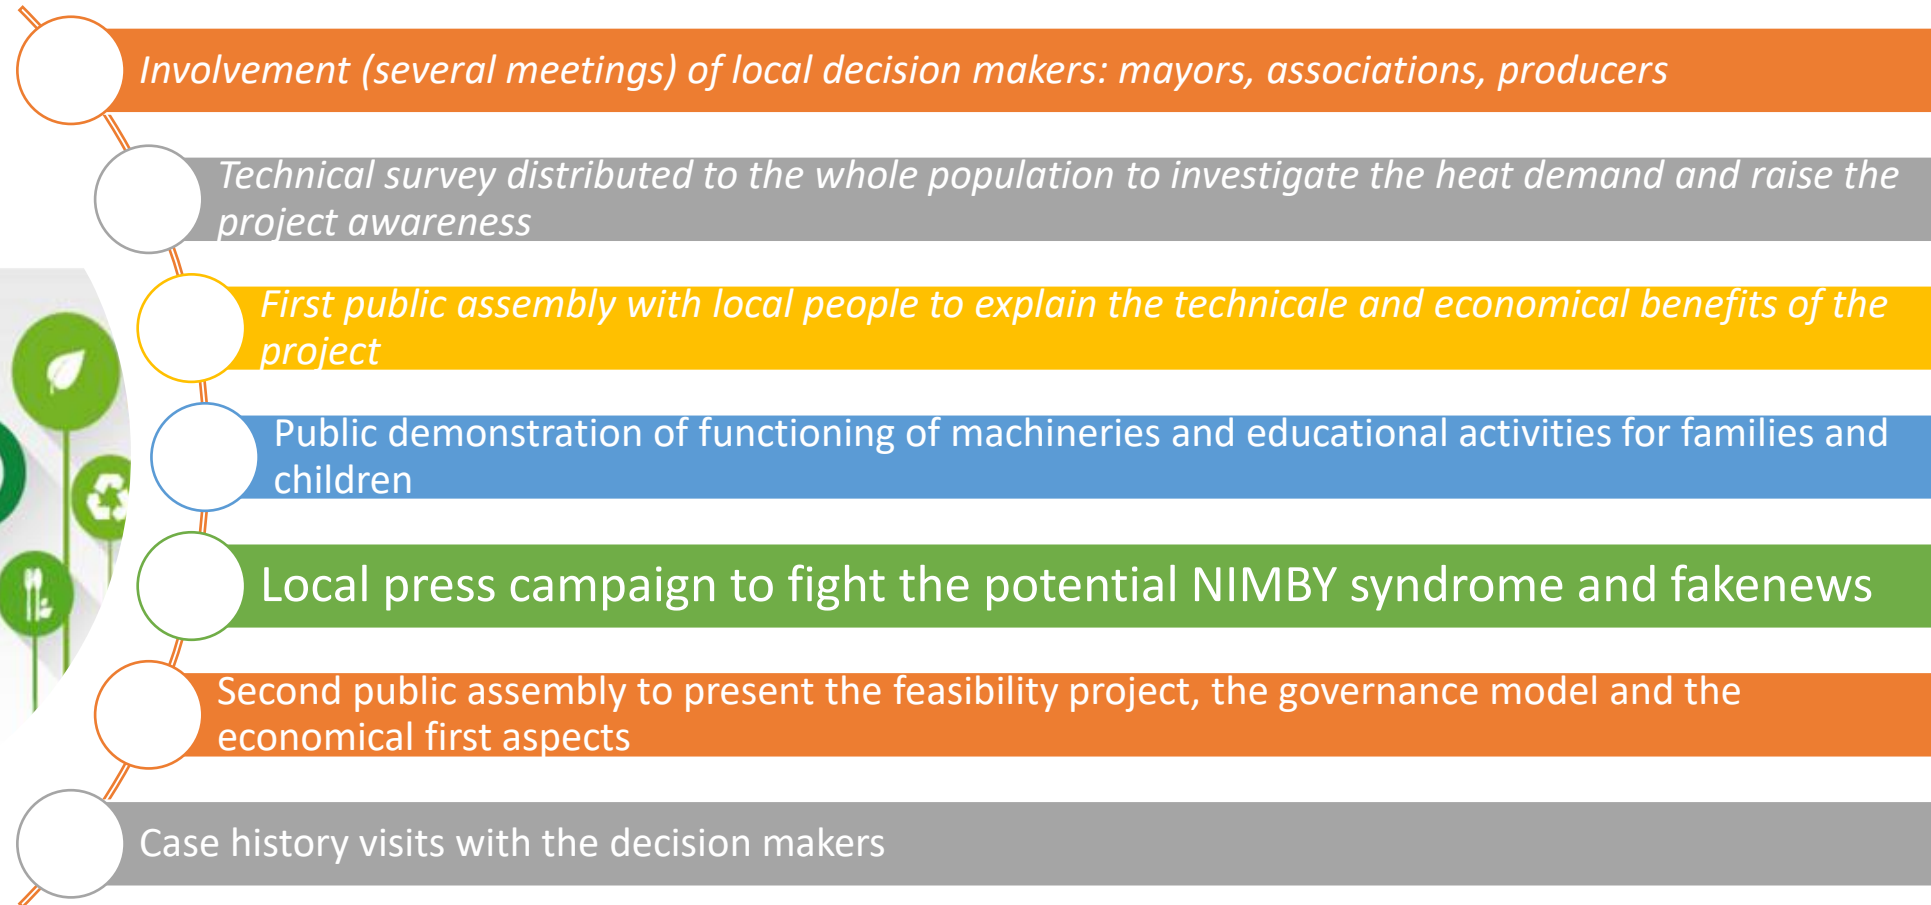 Involvement (several meetings) of local decision makers: mayors, associations, producers
Technical survey distributed to the whole population to investigate the heat demand and raise the
project awareness
First public assembly with local people to explain the technicale and economical benefits of the
project
Public demonstration of functioning of machineries and educational activities for families and
children
Local press campaign to fight the potential NIMBY syndrome and fakenews
Second public assembly to present the feasibility project, the governance model and the
economical first aspects
Case history visits with the decision makers